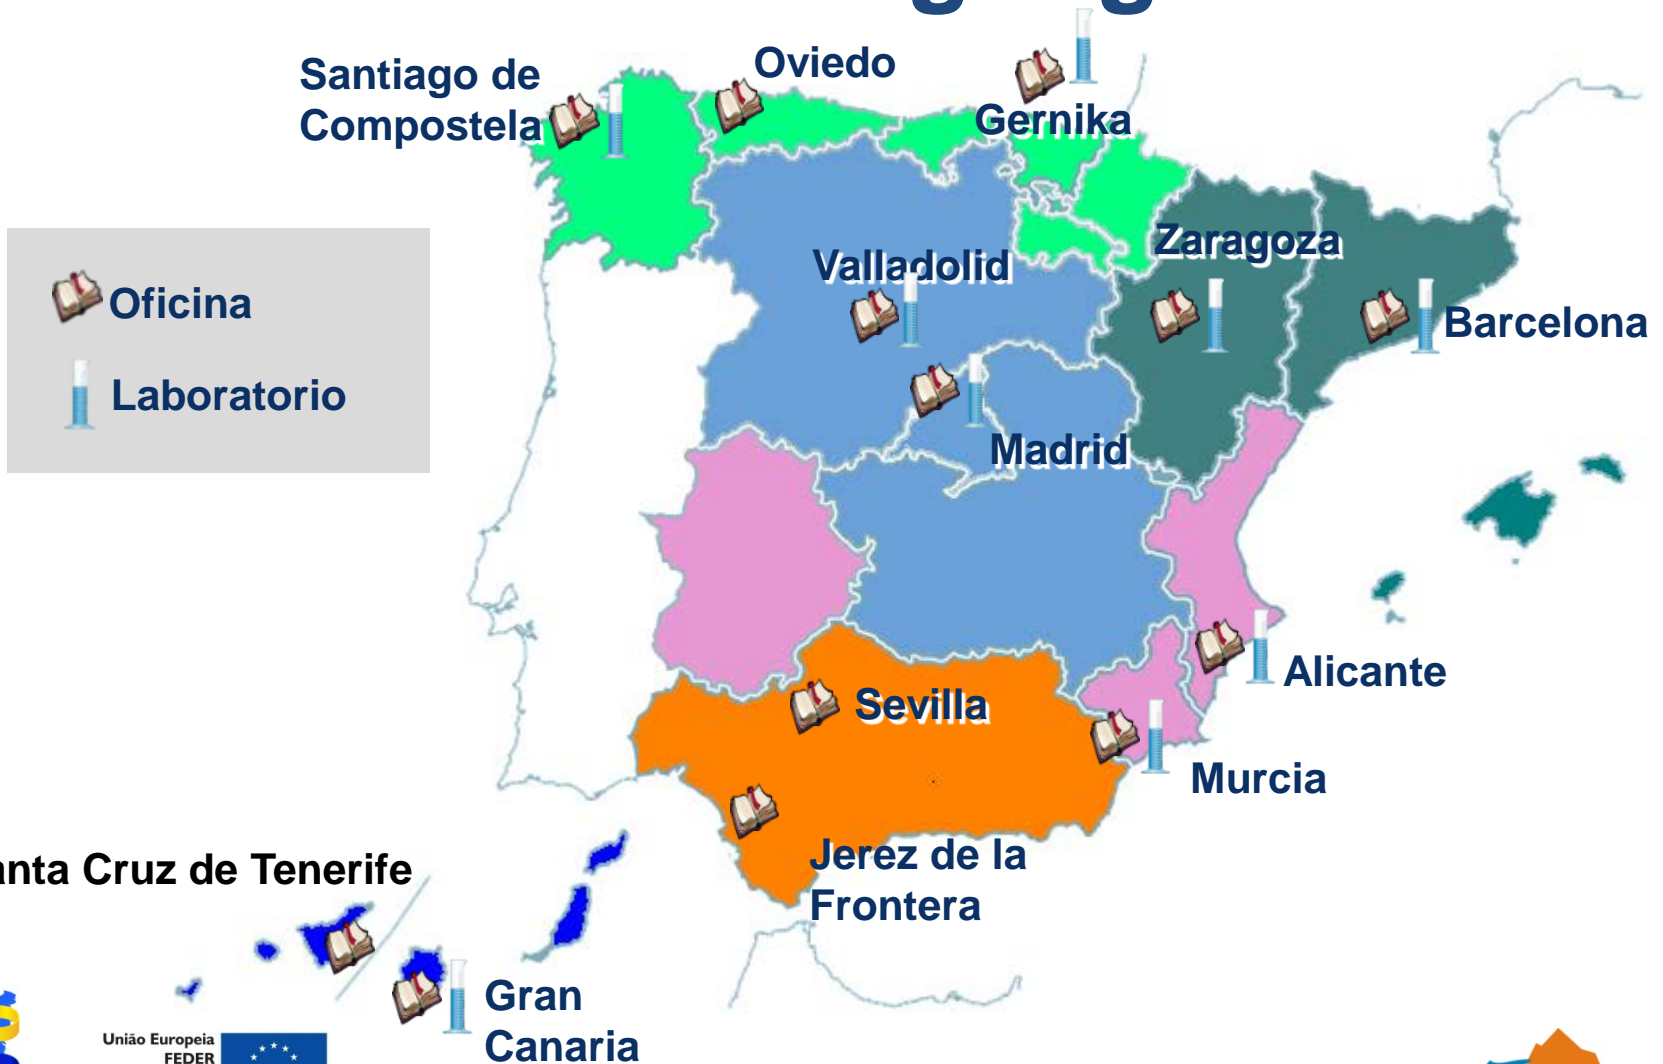 Santiago de
Compostela
Oviedo
Gernika
Oficina
Laboratorio
Valladolid
Zaragoza
Barcelona
Madrid
Alicante
Sevilla
Murcia
Jerez de la
Frontera
anta Cruz de Tenerife
Gran
Canaria
União Europeia
FEDER